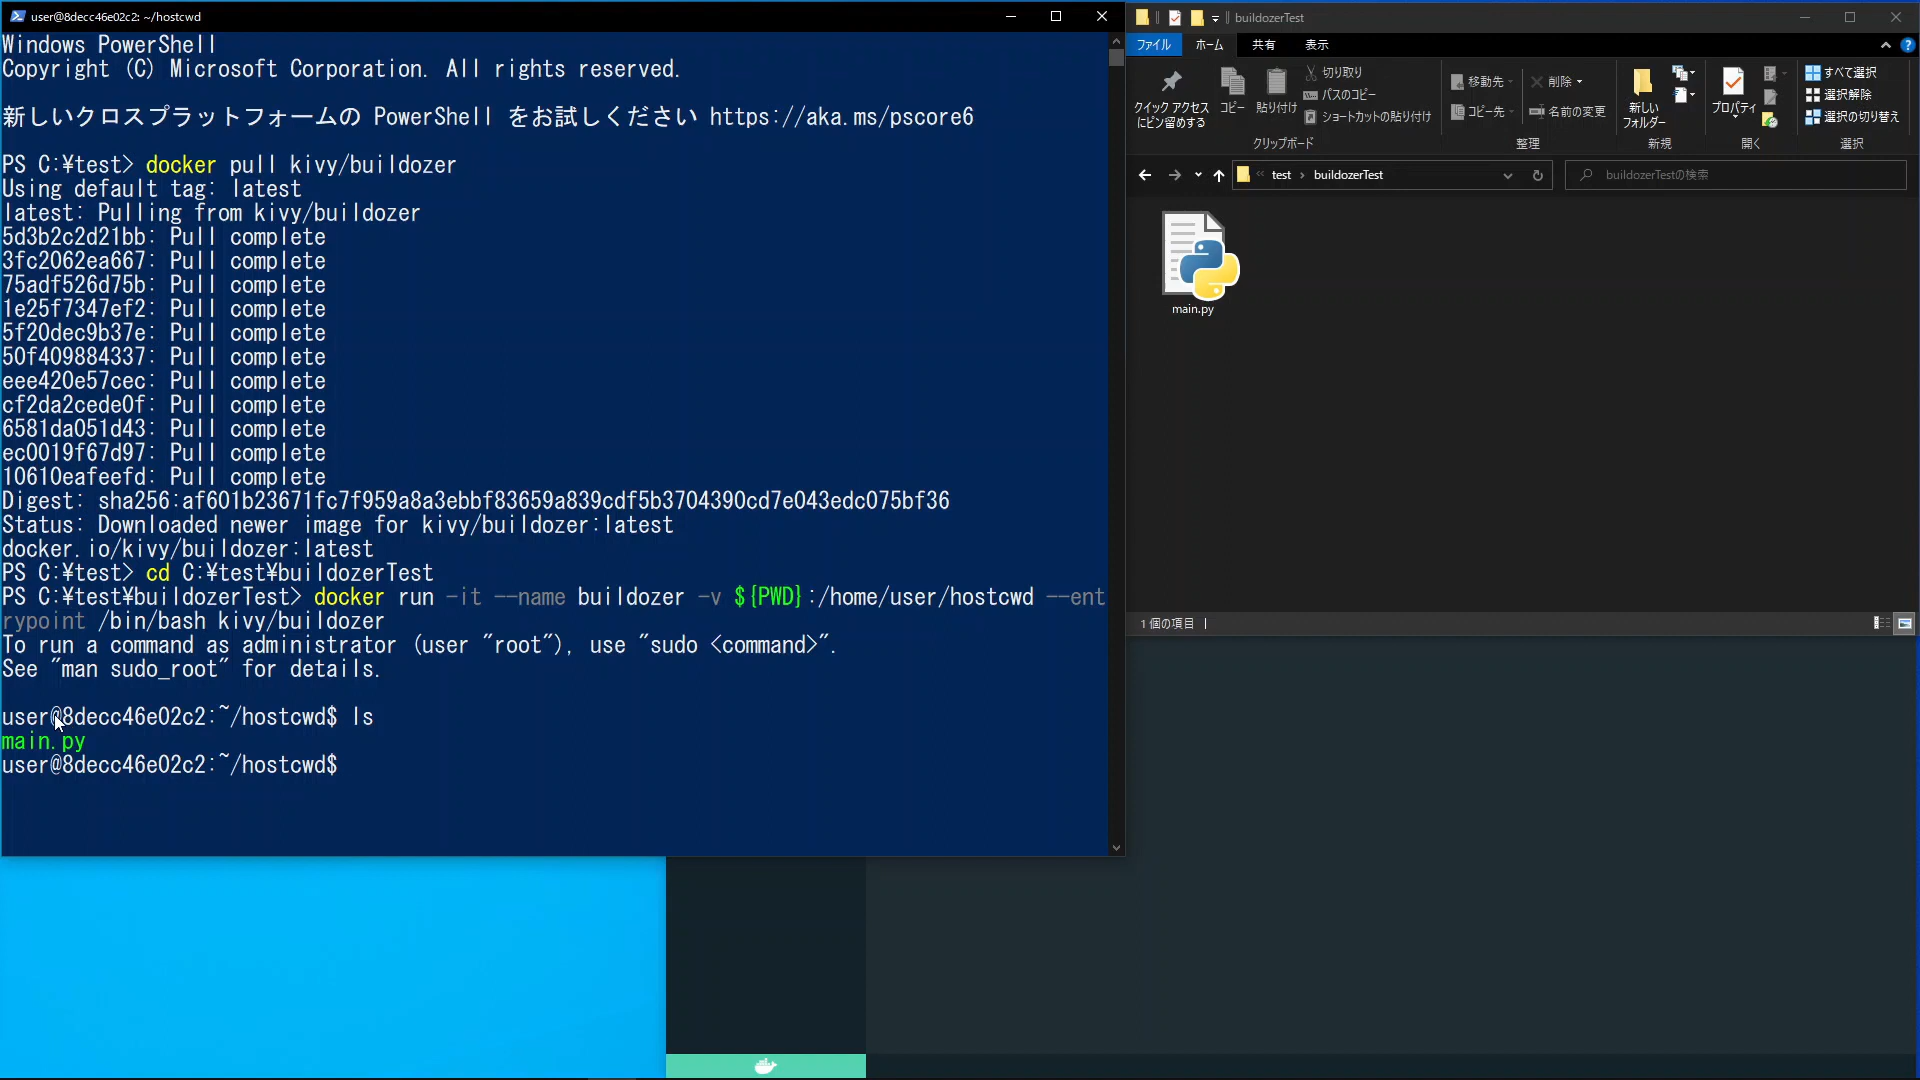 user@8decc46e02c2: ~/hostcwd
Windows PowerShell
Copyright (C) Microsoft Corporation. All rights reserved.
新しいクロスプラットフォームの PowerShell をお試しください https://aka.ms/pscore6
PS C:¥test> docker pull kivy/buildozer
Using default tag: latest
latest: Pulling from kivy/buildozer
5d3b2c2d21bb: Pull complete
3fc2062ea667: Pull complete
75adf526d75b: Pull complete
1e25f7347ef2: Pull complete
5f20dec9b37e: Pull complete
50f409884337: Pull complete
eee420e57cec: Pull complete
cf2da2cede0f: Pull complete
6581da051d43: Pull complete
ec0019f67d97: Pull complete
10610eafeefd: Pull complete
Digest: sha256:af601b23671fc7f959a8a3ebbf83659a839cdf5b3704390cd7e043edc075bf36
Status: Downloaded newer image for kivy/buildozer:latest
docker.io/kivy/buildozer:latest
PS C:¥test> cd C:¥test¥buildozerTest
PS C:¥test¥buildozerTest> docker run -it --name buildozer -v ${PWD}:/home/user/hostcwd --ent
rypoint /bin/bash kivy/buildozer
To run a command as administrator (user "root"), use "sudo <command>".
See "man sudo_root" for details.
user@8decc46e02c2:~/hostcwd$ ls
main.py
user@8decc46e02c2:~/hostcwd$
buildozerTest
ファイル ホーム 共有 表示
クイック アクセス
にピン留めする
コピー
貼り付け
切り取り
パスのコピー
ショートカットの貼り付け
クリップボード
移動先
コピー先
削除
名前の変更
整理
新しい
フォルダー
新規
プロパティ
開く
すべて選択
選択解除
選択の切り替え
選択
test › buildozerTest
buildozerTestの検索
main.py
1 個の項目